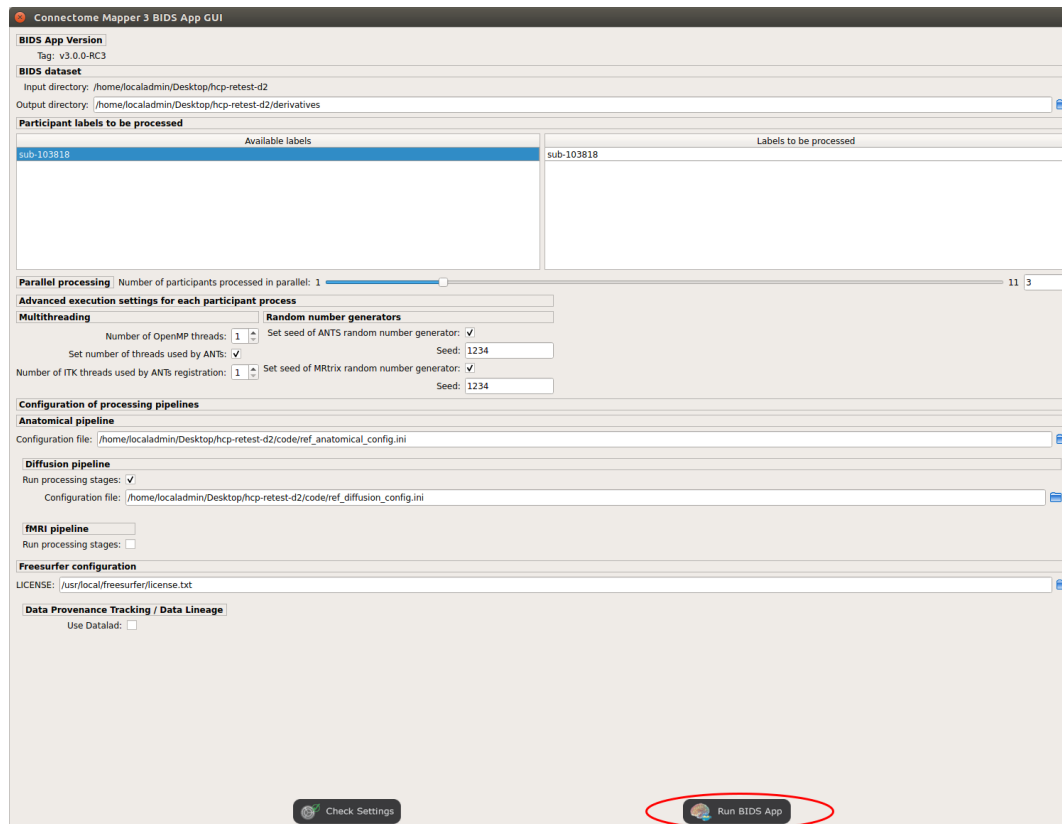 Connectome Mapper 3 BIDS App GUI
BIDS App Version
Tag: v3.0.0-RC3
BIDS dataset
Input directory: /home/localadmin/Desktop/hcp-retest-d2
Output directory: /home/localadmin/Desktop/hcp-retest-d2/derivatives
Participant labels to be processed
Available labels Labels to be processed
sub-103818 sub-103818
Parallel processing Number of participants processed in parallel: 1 11 3
Advanced execution settings for each participant process
Multithreading Random number generators
Number of OpenMP threads: 1 Set seed of ANTS random number generator:
Set number of threads used by ANTs: Seed: 1234
Number of ITK threads used by ANTs registration: 1 Set seed of MRtrix random number generator:
Seed: 1234
Configuration of processing pipelines
Anatomical pipeline
Configuration file: /home/localadmin/Desktop/hcp-retest-d2/code/ref_anatomical_config.ini
Diffusion pipeline
Run processing stages:
Configuration file: /home/localadmin/Desktop/hcp-retest-d2/code/ref_diffusion_config.ini
fMRI pipeline
Run processing stages:
Freesurfer configuration
LICENSE: /usr/local/freesurfer/license.txt
Data Provenance Tracking / Data Lineage
Use Datalad:
Check Settings Run BIDS App